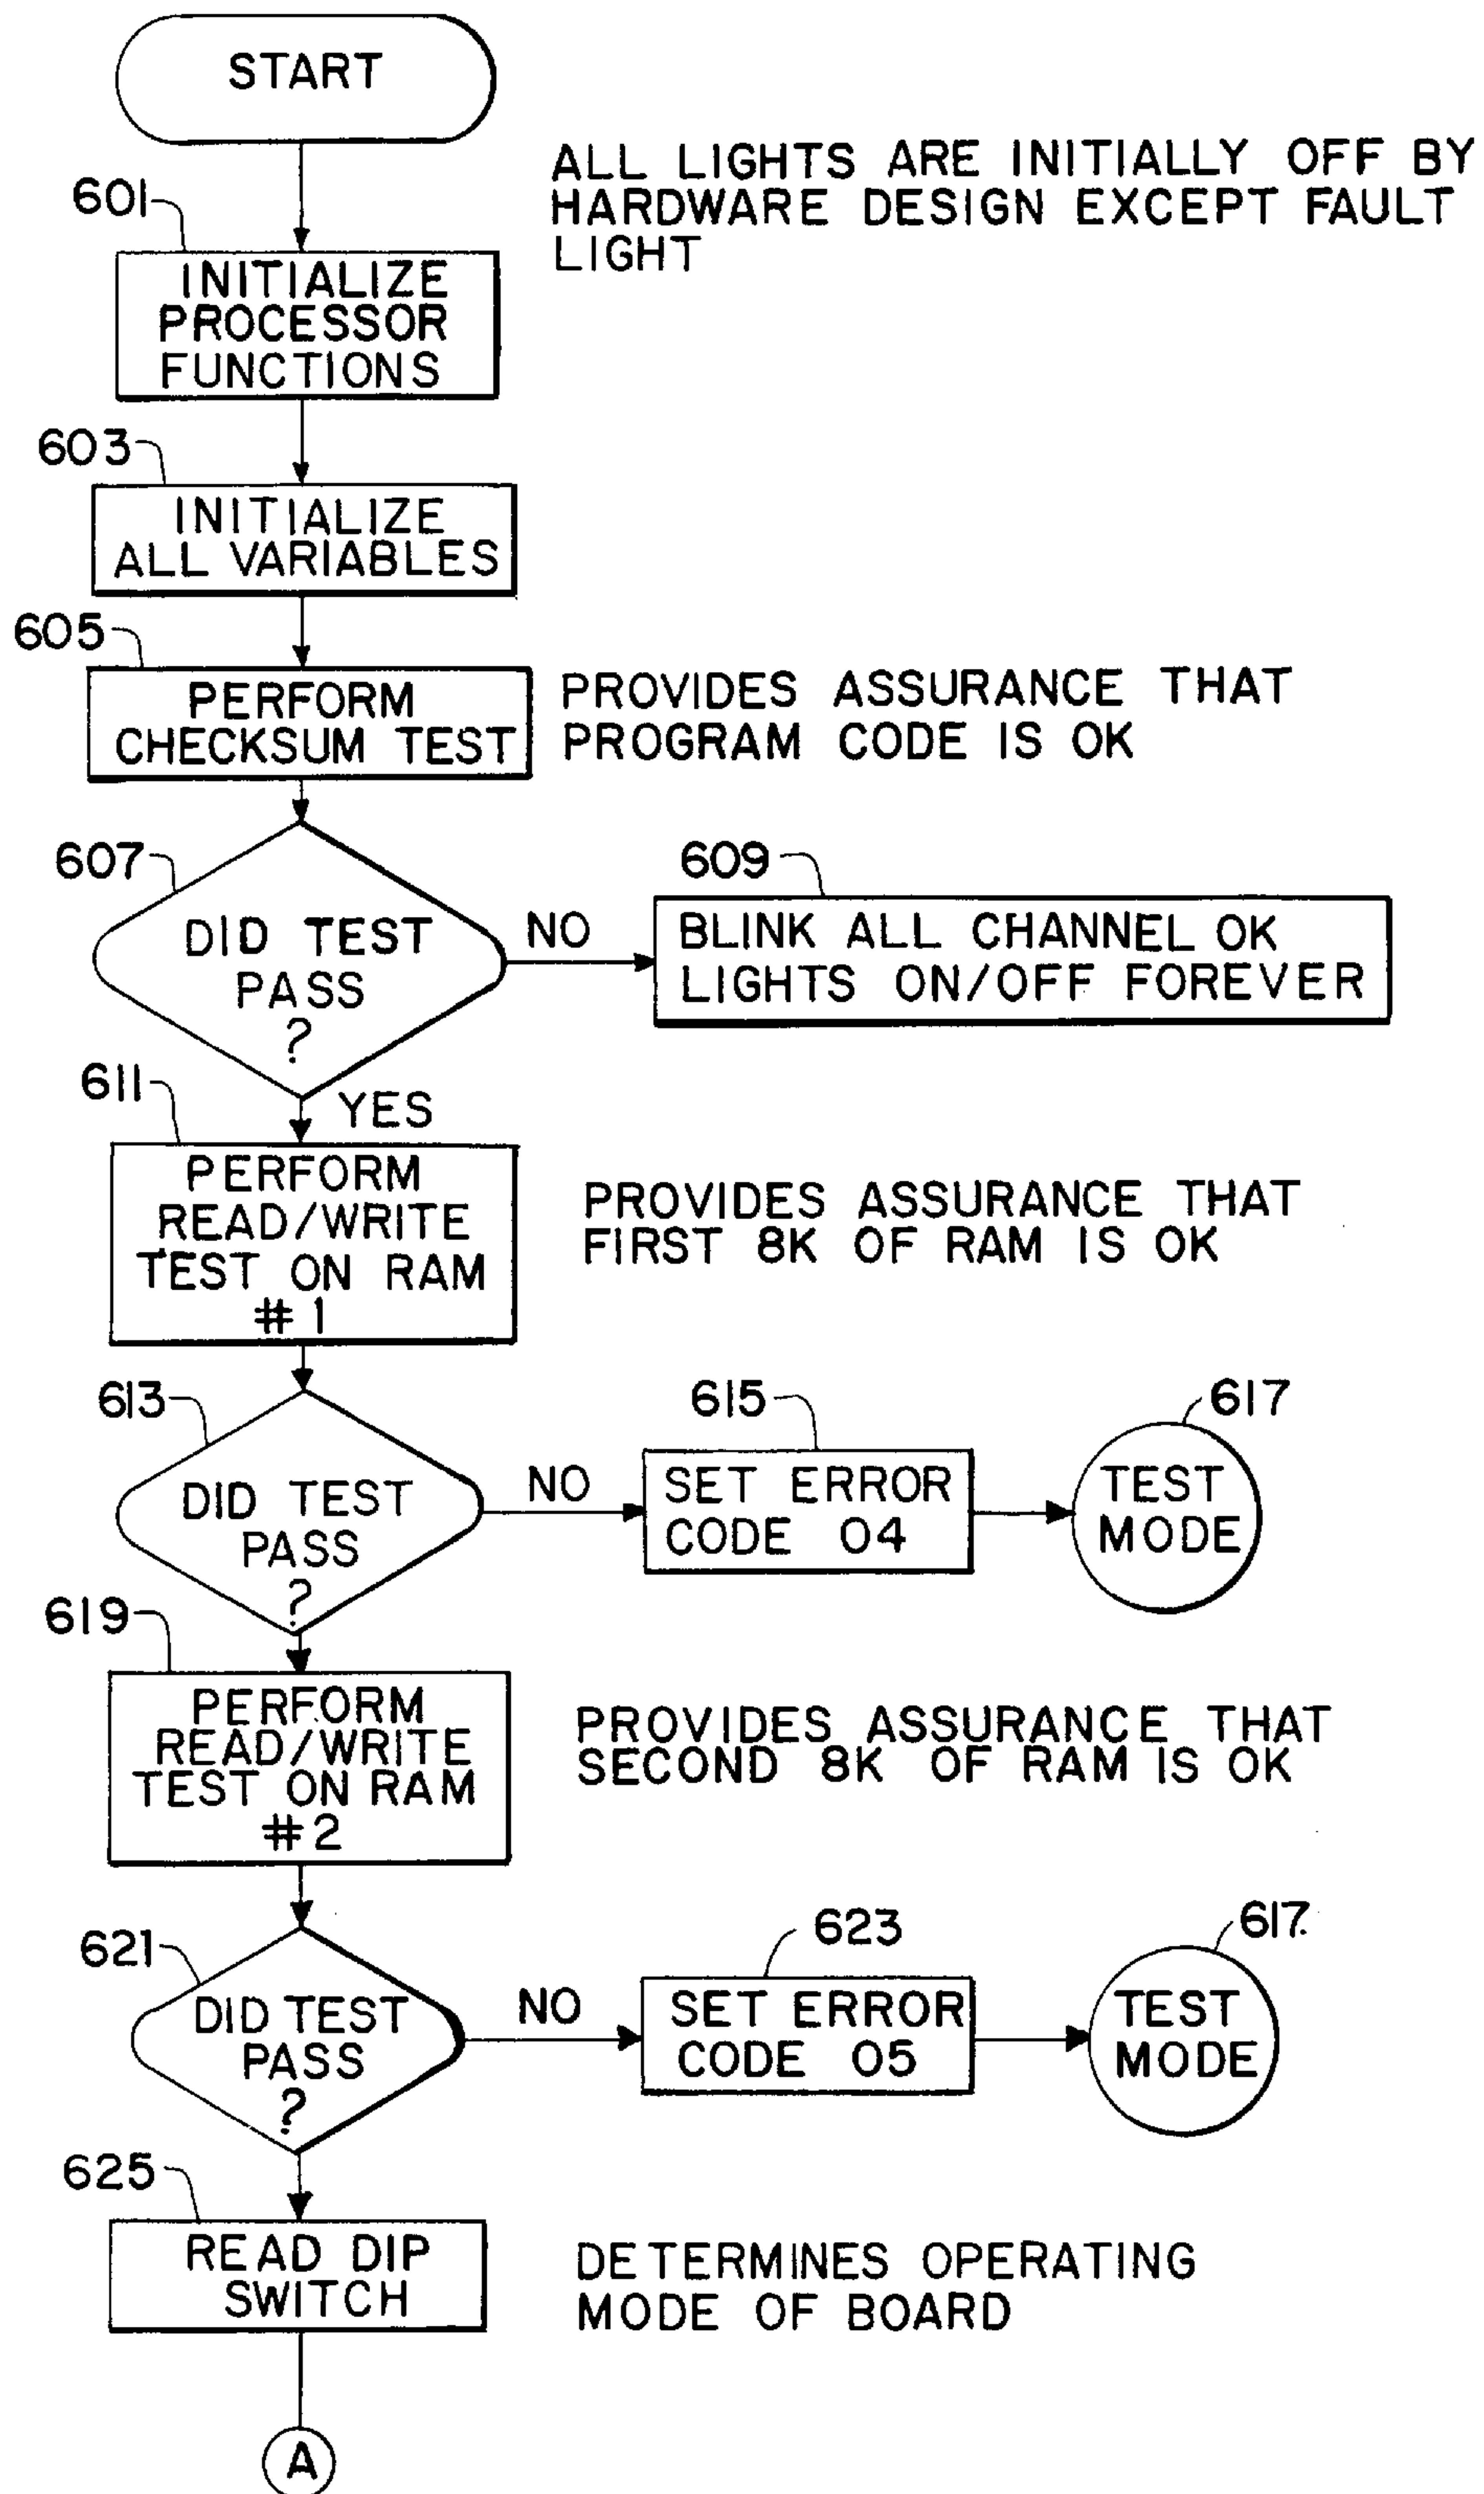 START
ALL LIGHTS ARE INITIALLY OFF BY
HARDWARE DESIGN EXCEPT FAULT
LIGHT
601
INITIALIZE
PROCESSOR
FUNCTIONS
603
INITIALIZE
ALL VARIABLES
605
PERFORM
CHECKSUM TEST
PROVIDES ASSURANCE THAT
PROGRAM CODE IS OK
607
DID TEST
PASS
?
NO
609
BLINK ALL CHANNEL OK
LIGHTS ON/OFF FOREVER
YES
611
PERFORM
READ/WRITE
TEST ON RAM
#1
PROVIDES ASSURANCE THAT
FIRST 8K OF RAM IS OK
613
DID TEST
PASS
?
NO
615
SET ERROR
CODE 04
617
TEST
MODE
619
PERFORM
READ/WRITE
TEST ON RAM
#2
PROVIDES ASSURANCE THAT
SECOND 8K OF RAM IS OK
621
DID TEST
PASS
?
NO
623
SET ERROR
CODE 05
617
TEST
MODE
625
READ DIP
SWITCH
DETERMINES OPERATING
MODE OF BOARD
A